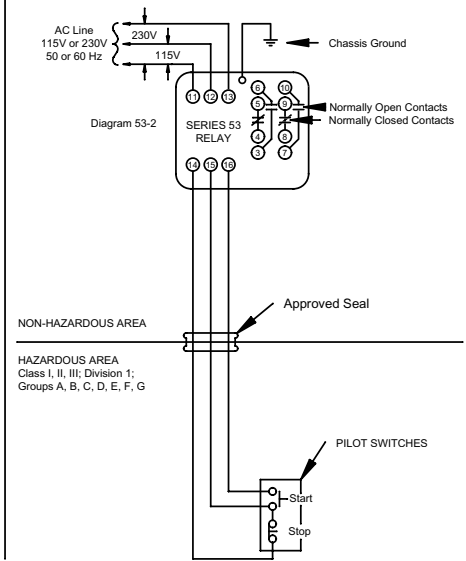 AC Line
115V or 230V
50 or 60 Hz
230V
115V
Chassis Ground
Diagram 53-2
11 12 13
SERIES 53
RELAY
6 10
5 9
4 8
3 7
Normally Open Contacts
Normally Closed Contacts
14 15 16
Approved Seal
NON-HAZARDOUS AREA
HAZARDOUS AREA
Class I, II, III; Division 1;
Groups A, B, C, D, E, F, G
PILOT SWITCHES
Start
Stop